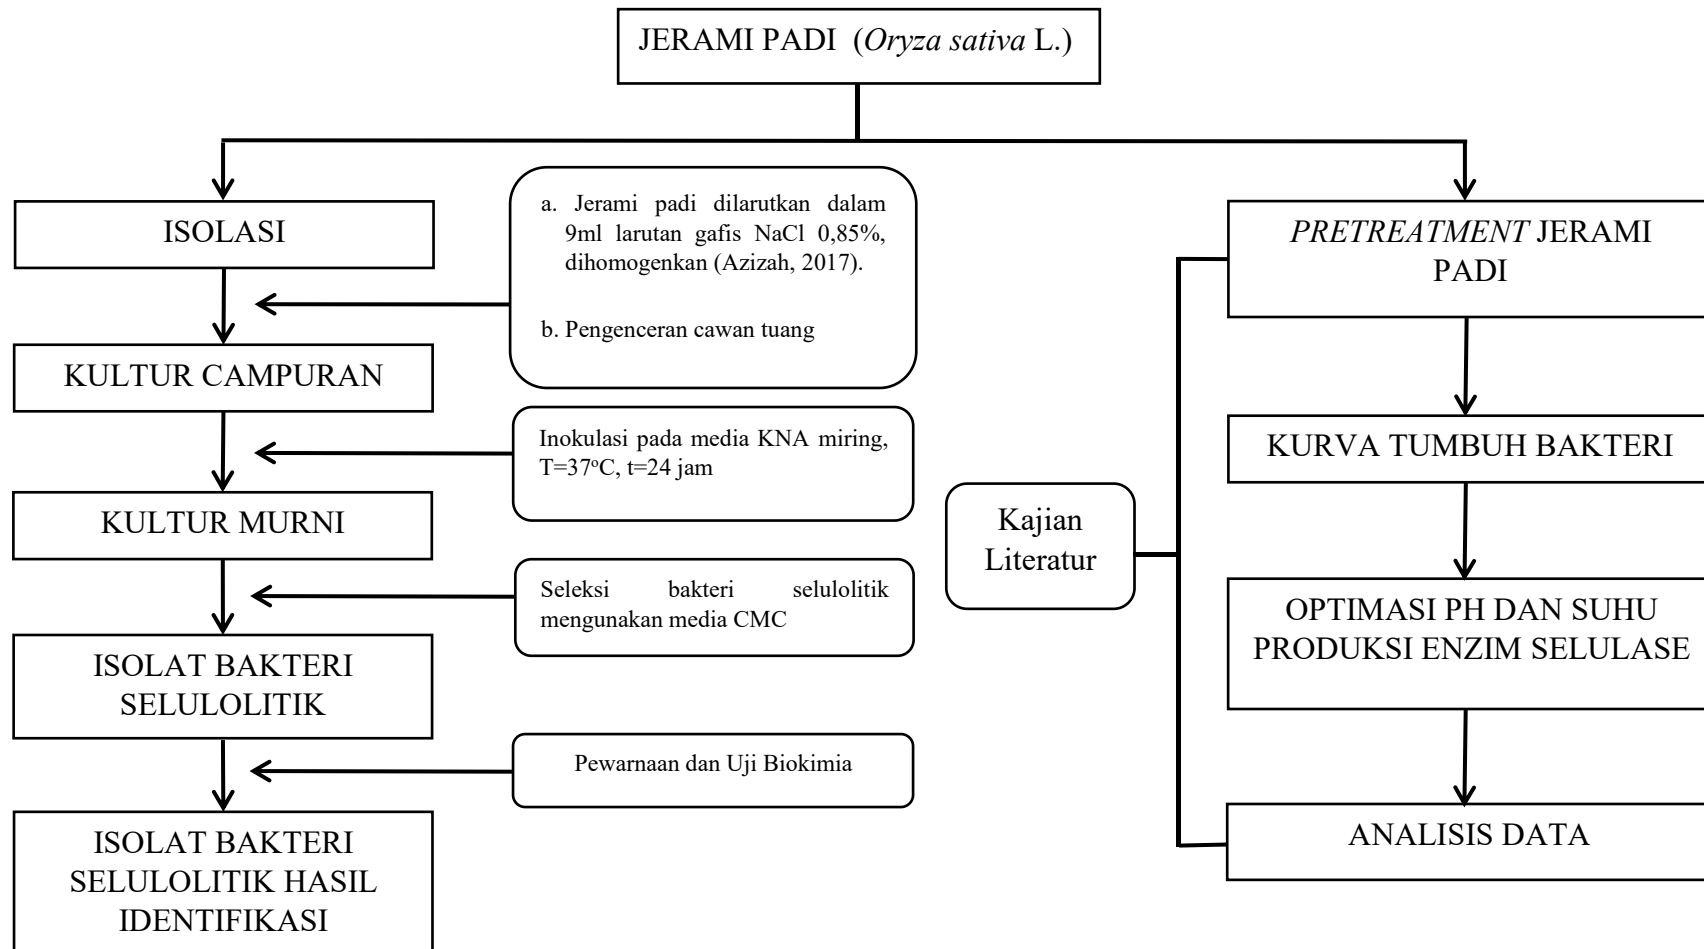 JERAMI PADI (Oryza sativa L.)
ISOLASI
a. Jerami padi dilarutkan dalam
9ml larutan gafis NaCl 0,85%,
dihomogenkan (Azizah, 2017).
b. Pengenceran cawan tuang
KULTUR CAMPURAN
Inokulasi pada media KNA miring,
T=37°C, t=24 jam
KULTUR MURNI
Seleksi bakteri selulolitik
mengunakan media CMC
ISOLAT BAKTERI
SELULOLITIK
Pewarnaan dan Uji Biokimia
ISOLAT BAKTERI
SELULOLITIK HASIL
IDENTIFIKASI
Kajian
Literatur
PRETREATMENT JERAMI
PADI
KURVA TUMBUH BAKTERI
OPTIMASI PH DAN SUHU
PRODUKSI ENZIM SELULASE
ANALISIS DATA